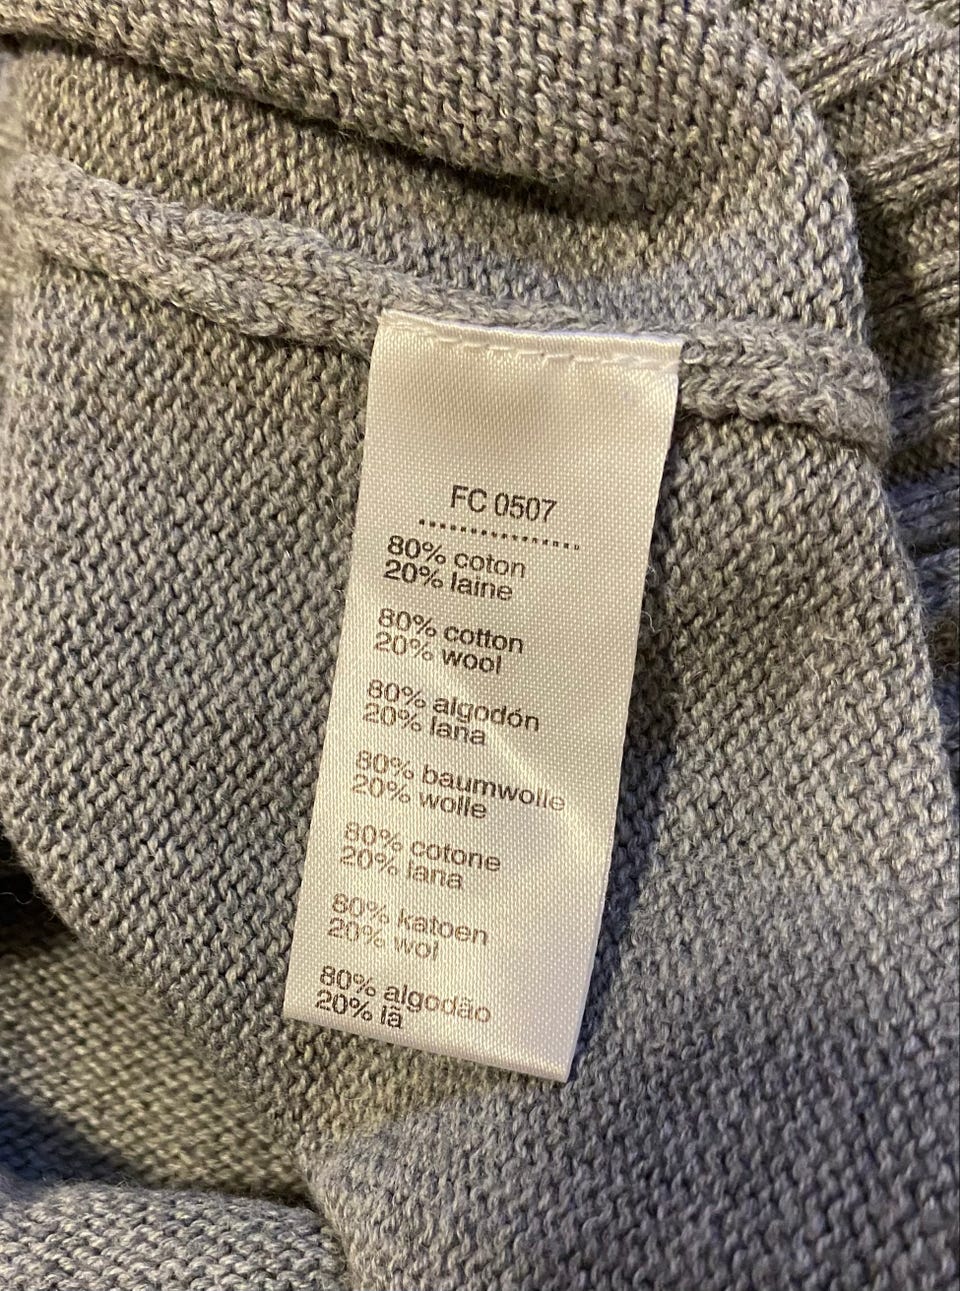 FC 0507
80% coton
20% laine
80% cotton
20% wool
80% algodón
20% lana
80% baumwolle
20% wolle
80% cotone
20% lana
80% katoen
20% wol
80% algodão
20% lã